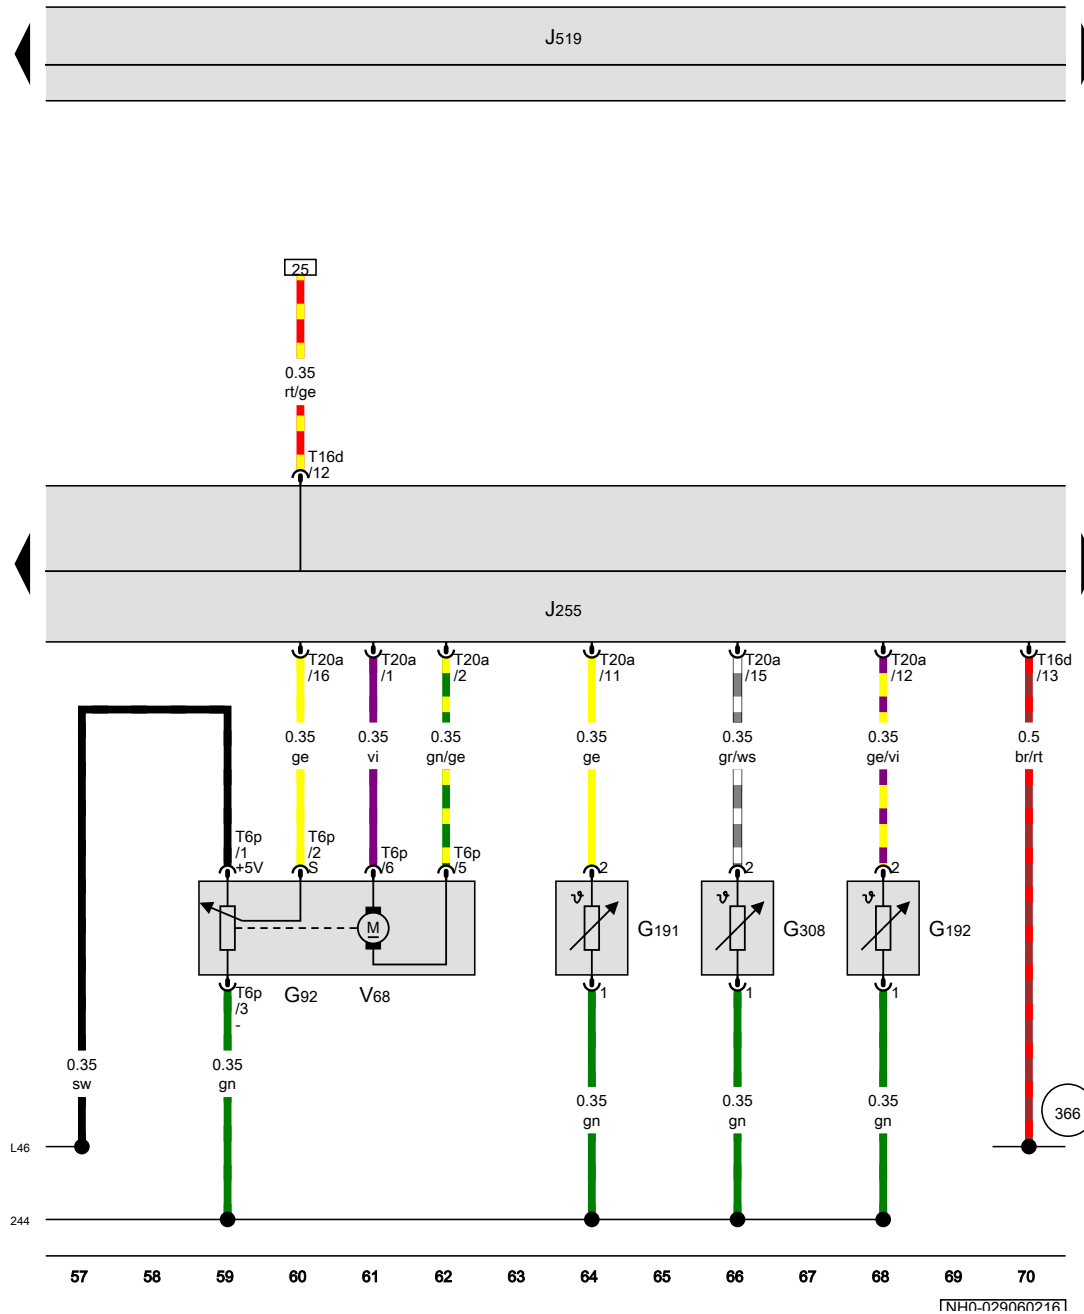 J519
25
0.35
rt/ge
T16d
/12
J255
T20a
/16
T20a
/1
T20a
/2
T20a
/11
T20a
/15
T20a
/12
T16d
/13
0.35
ge
0.35
vi
0.35
gn/ge
0.35
ge
0.35
gr/ws
0.35
ge/vi
0.5
br/rt
T6p
/1
+5V
T6p
/2
S
T6p
/6
T6p
/5
2
2
2
M
G191
G308
G192
T6p
/3
-
G92
V68
1
1
1
0.35
sw
0.35
gn
0.35
gn
0.35
gn
0.35
gn
366
L46
244
57 58 59 60 61 62 63 64 65 66 67 68 69 70
NH0-029060216